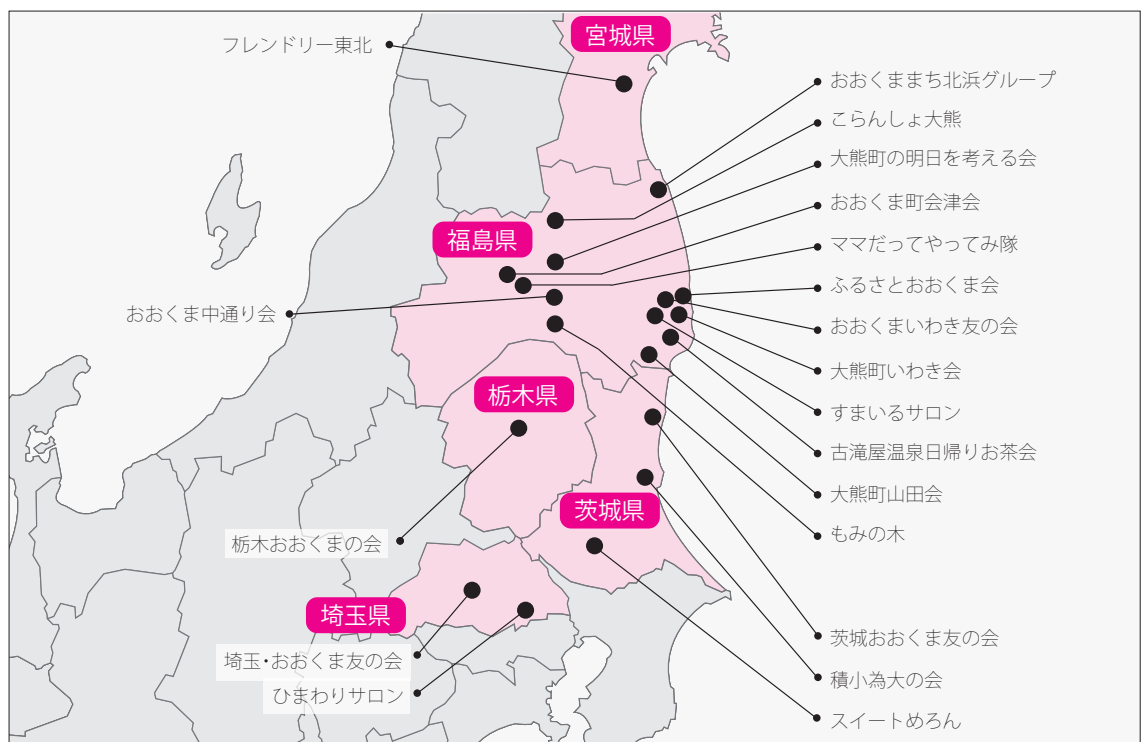 宮城県
フレンドリー東北
おおくままち北浜グループ
こらんしょ大熊
大熊町の明日を考える会
おおくま町会津会
福島県
ママだってやってみ隊
ふるさとおおくま会
おおくま中通り会
おおくまいわき友の会
大熊町いわき会
栃木県
すまいるサロン
古滝屋温泉日帰りお茶会
大熊町山田会
茨城県
もみの木
栃木おおくまの会
埼玉県
茨城おおくま友の会
埼玉・おおくま友の会
積小為大の会
ひまわりサロン
スイートめろん